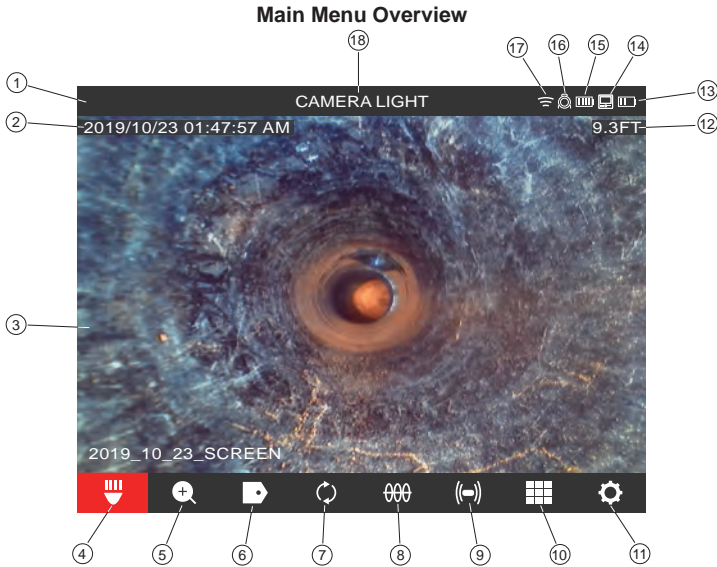 Main Menu Overview
18
17 16 15 14
1 CAMERA LIGHT 13
2 2019/10/23 01:47:57 AM 9.3FT 12
3
2019_10_23_SCREEN
4 5 6 7 8 9 10 11